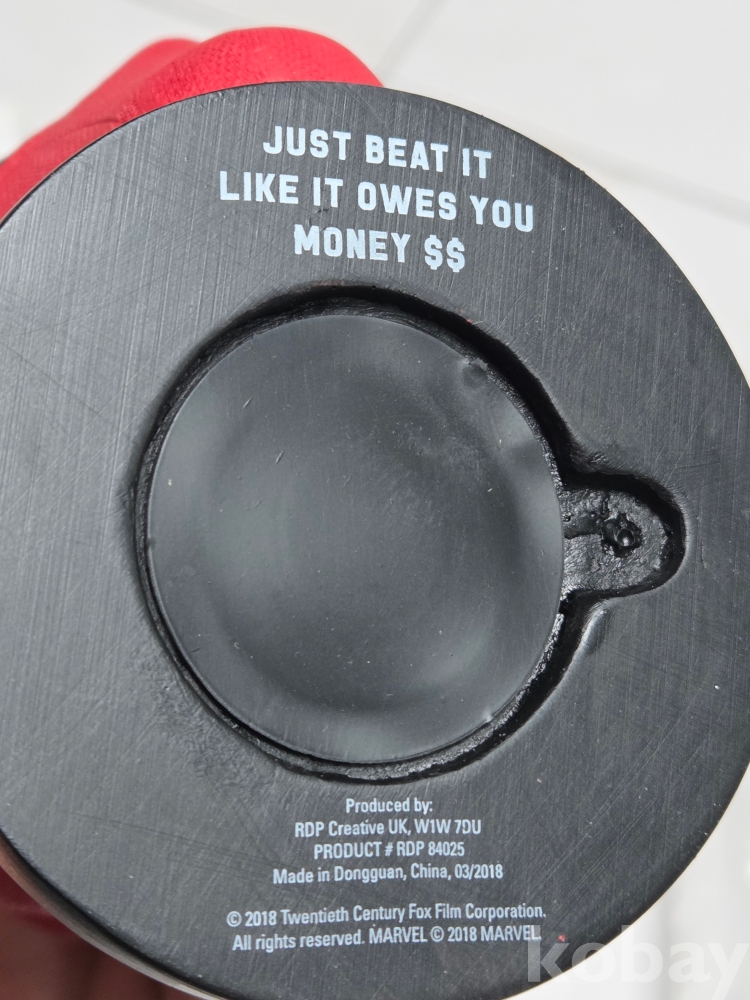 JUST BEAT IT
LIKE IT OWES YOU
MONEY $$
Produced by:
RDP Creative UK, W1W 7DU
PRODUCT # RDP 84025
Made in Dongguan, China, 03/2018
© 2018 Twentieth Century Fox Film Corporation.
All rights reserved. MARVEL © 2018 MARVEL.
kobay